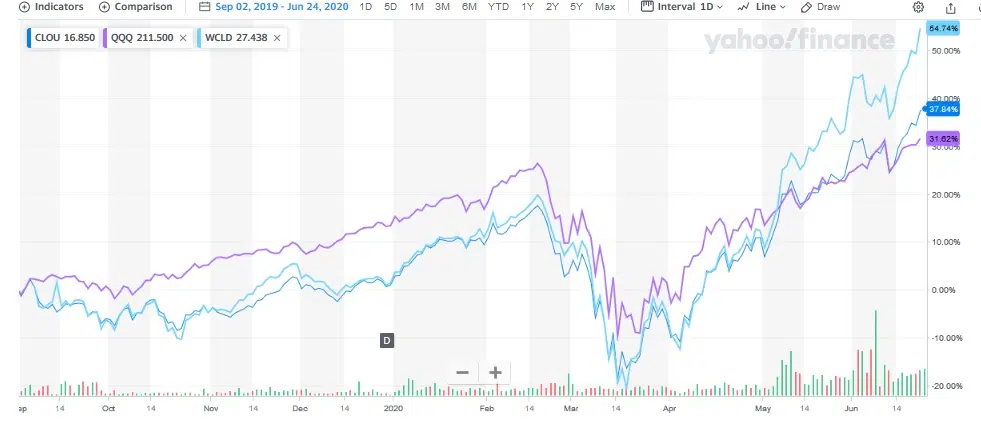 Indicators Comparison Sep 02, 2019 - Jun 24, 2020 1D 5D 1M 3M 6M YTD 1Y 2Y 5Y Max Interval 1D Line Draw
CLOU 16.850 QQQ 211.500 WCLD 27.438
yahoo!finance
54.74%
50.00%
40.00%
37.84%
31.62%
30.00%
20.00%
10.00%
0.00%
D
-10.00%
-20.00%
14 Oct 14 Nov 14 Dec 14 2020 Feb 14 Mar 14 Apr May 14 Jun 14